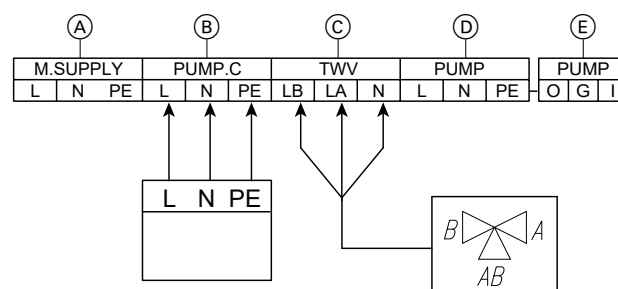 A B C D E
M.SUPPLY PUMP.C TWV PUMP PUMP
L N PE L N PE LB LA N L N PE O G I
L N PE
B A
AB